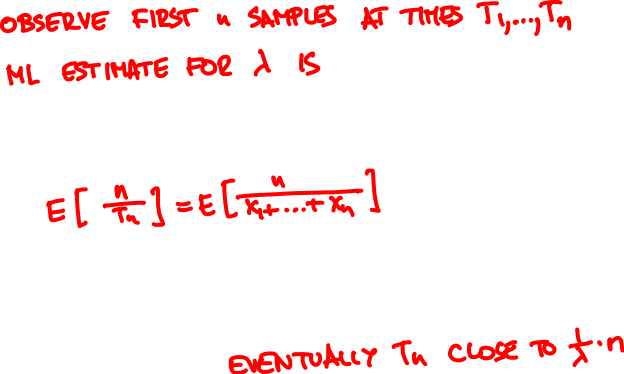 OBSERVE FIRST n SAMPLES AT TIMES T₁,...,Tₙ
ML ESTIMATE FOR λ IS
E[n/Tₙ] = E[n/(X₁+...+Xₙ)]
EVENTUALLY Tₙ CLOSE TO 1/λ · n